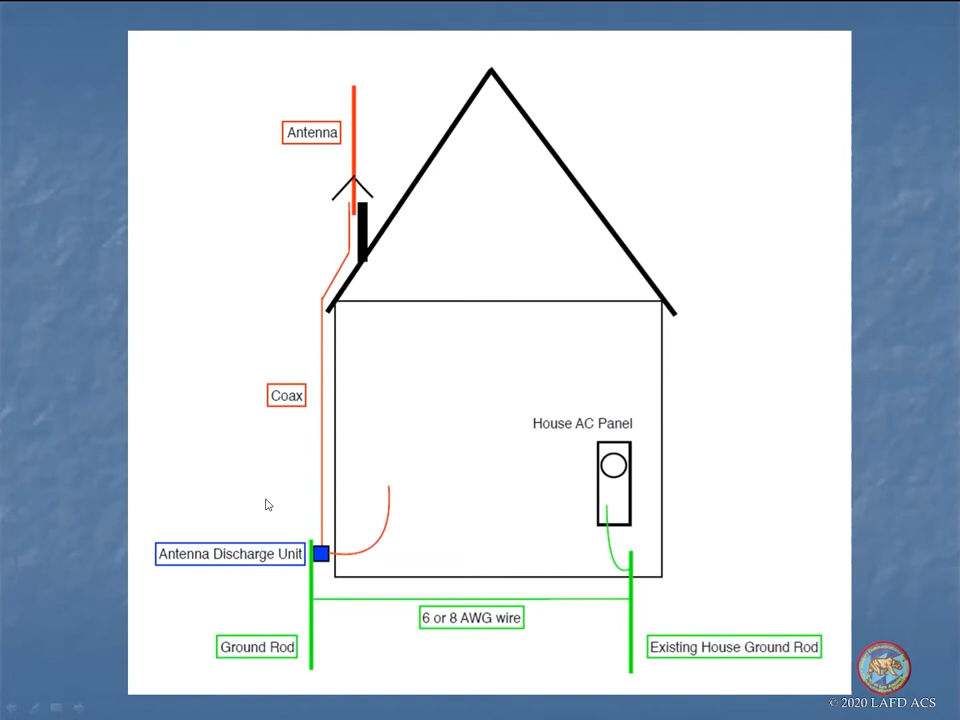 Antenna
Coax
House AC Panel
Antenna Discharge Unit
6 or 8 AWG wire
Ground Rod
Existing House Ground Rod
© 2020 LAFD ACS